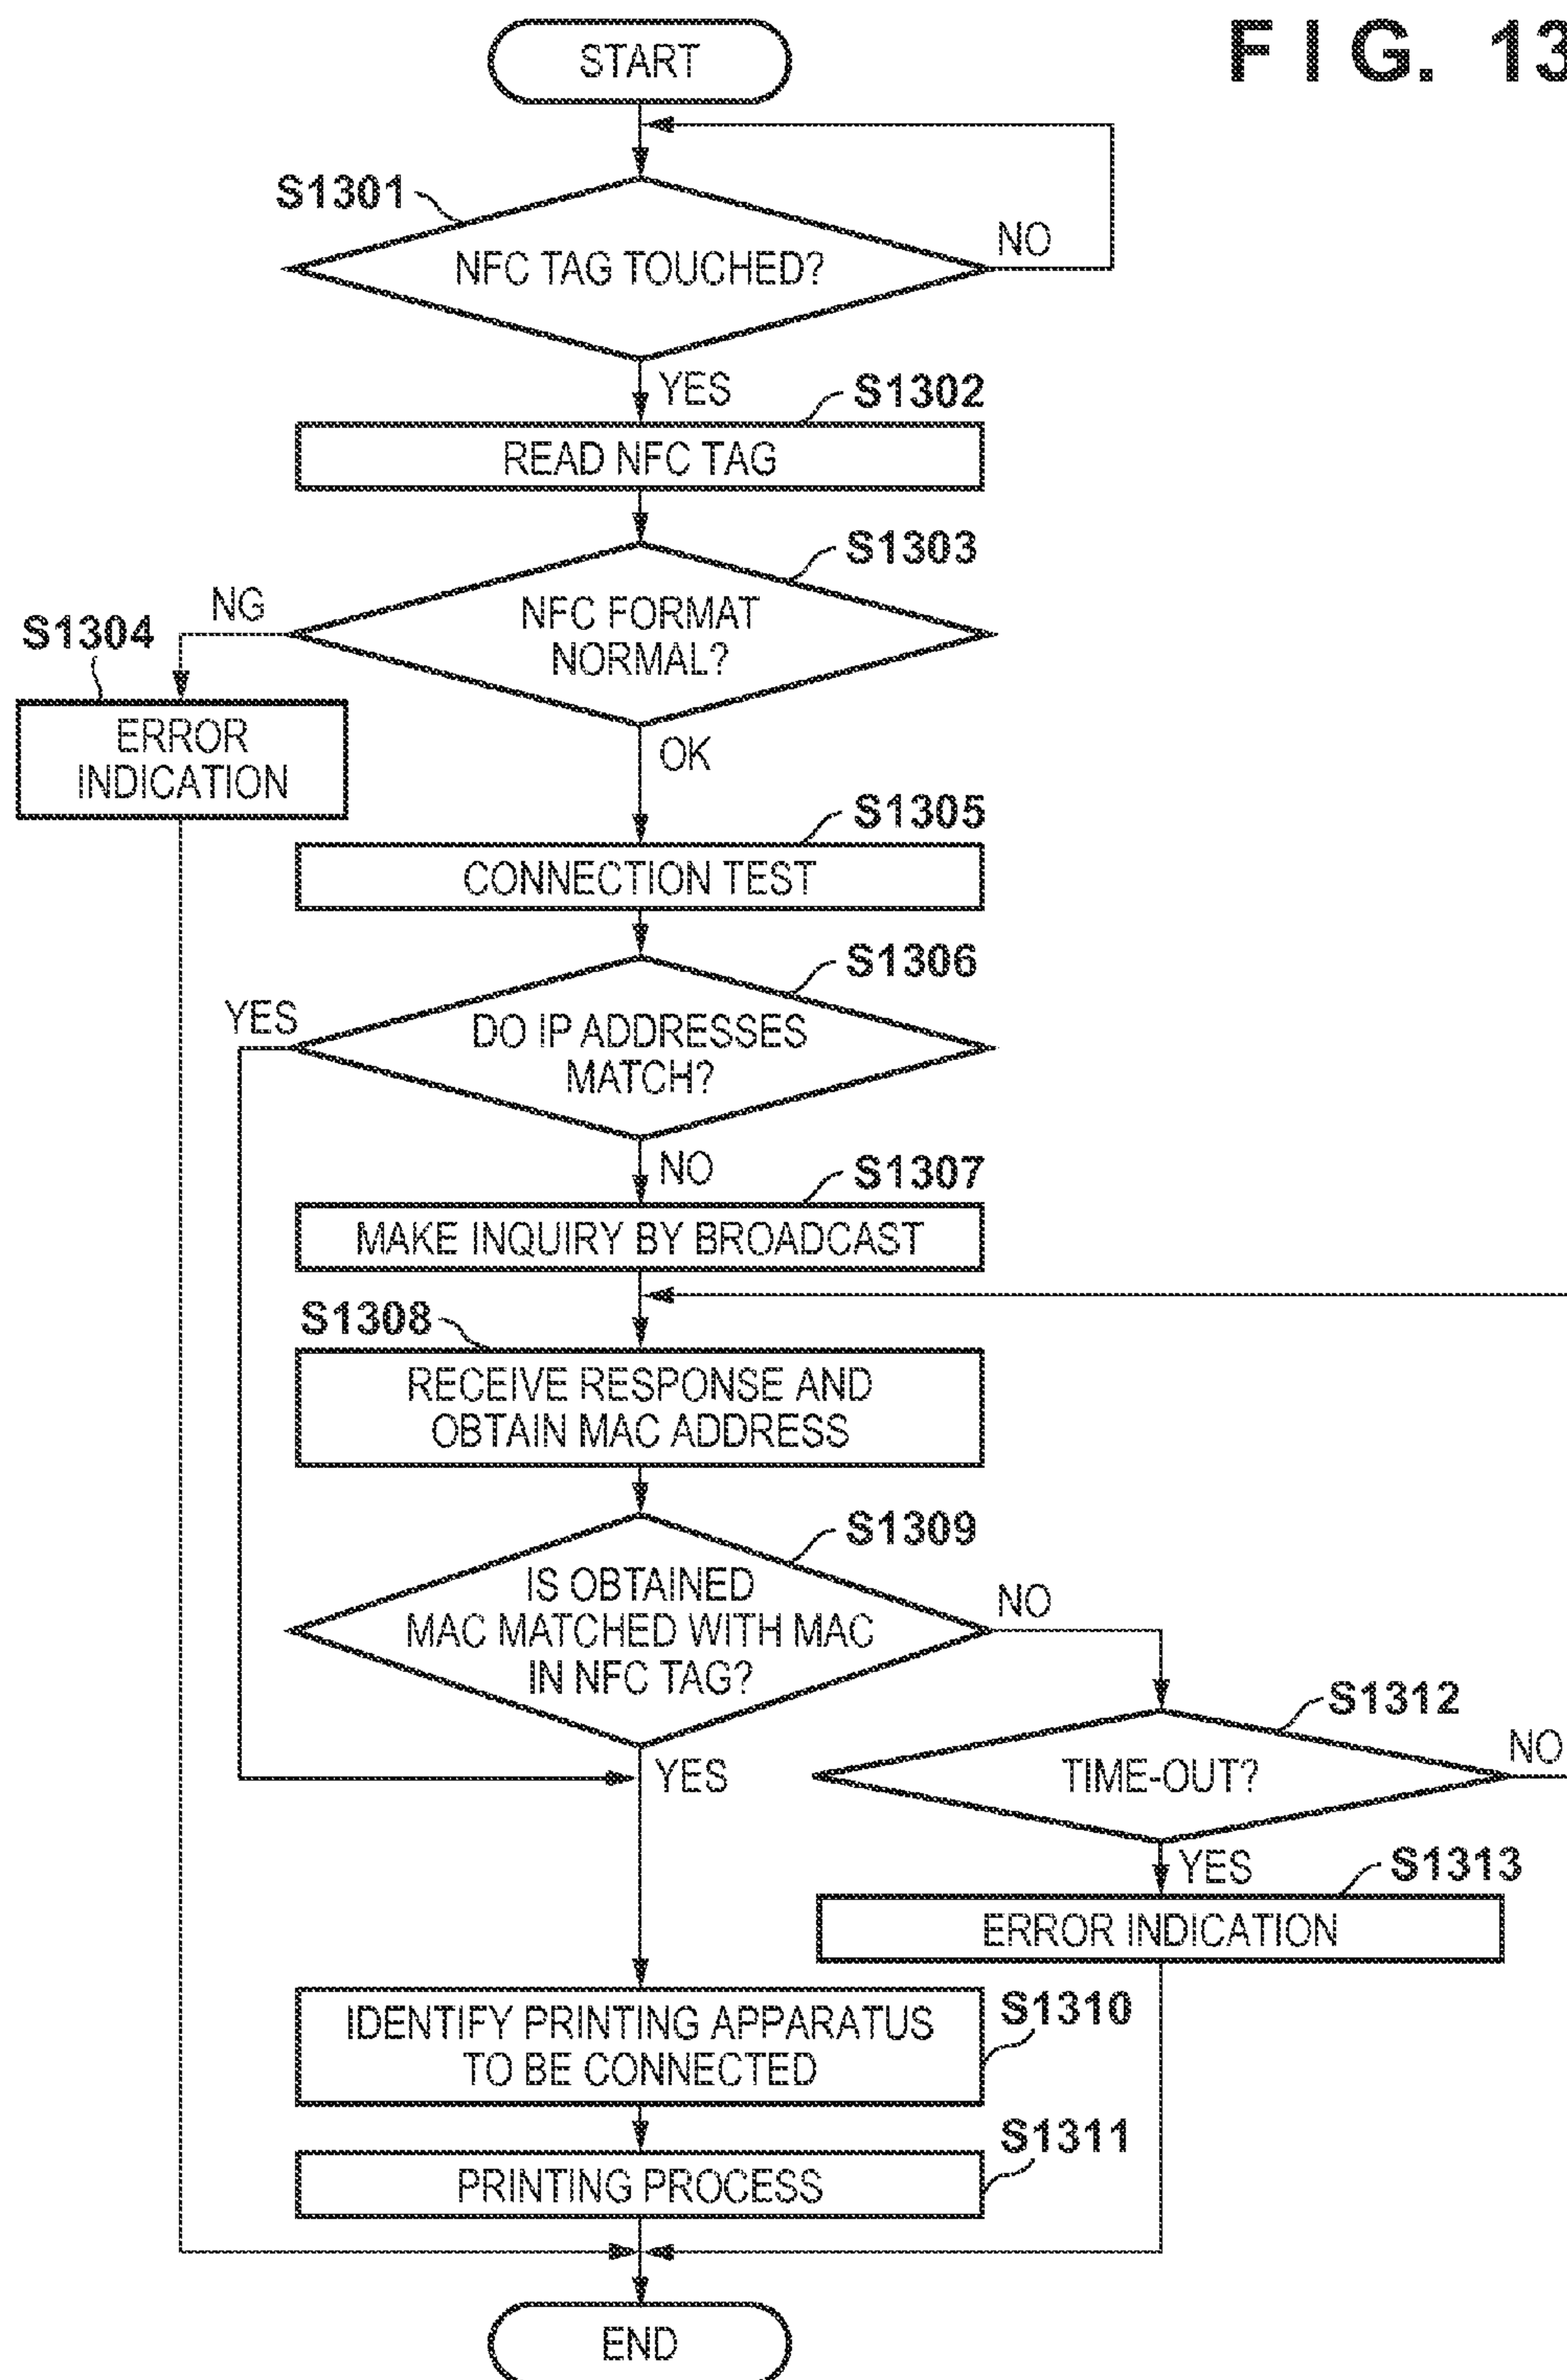 FIG. 13
START
S1301
NFC TAG TOUCHED?
NO
YES
S1302
READ NFC TAG
S1303
NFC FORMAT
NORMAL?
NG
S1304
ERROR
INDICATION
OK
S1305
CONNECTION TEST
S1306
YES
DO IP ADDRESSES
MATCH?
NO
S1307
MAKE INQUIRY BY BROADCAST
S1308
RECEIVE RESPONSE AND
OBTAIN MAC ADDRESS
S1309
IS OBTAINED
MAC MATCHED WITH MAC
IN NFC TAG?
NO
YES
S1312
TIME-OUT?
NO
YES
S1313
ERROR INDICATION
IDENTIFY PRINTING APPARATUS
TO BE CONNECTED
S1310
S1311
PRINTING PROCESS
END